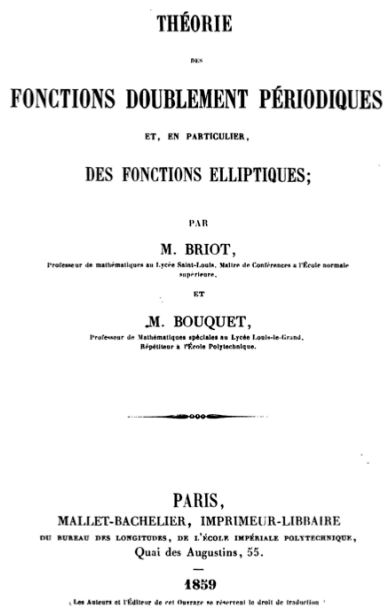 THÉORIE
DES
FONCTIONS DOUBLEMENT PÉRIODIQUES
ET, EN PARTICULIER,
DES FONCTIONS ELLIPTIQUES;
PAR
M. BRIOT,
Professeur de mathématiques au Lycée Saint-Louis, Maître de Conférences à l'École normale
supérieure,
ET
M. BOUQUET,
Professeur de Mathématiques spéciales au Lycée Louis-le-Grand,
Répétiteur à l'École Polytechnique.
PARIS,
MALLET-BACHELIER, IMPRIMEUR-LIBRAIRE
DU BUREAU DES LONGITUDES, DE L'ÉCOLE IMPÉRIALE POLYTECHNIQUE,
Quai des Augustins, 55.
1859
Les Auteurs et l'Éditeur de cet Ouvrage se réservent le droit de traduction